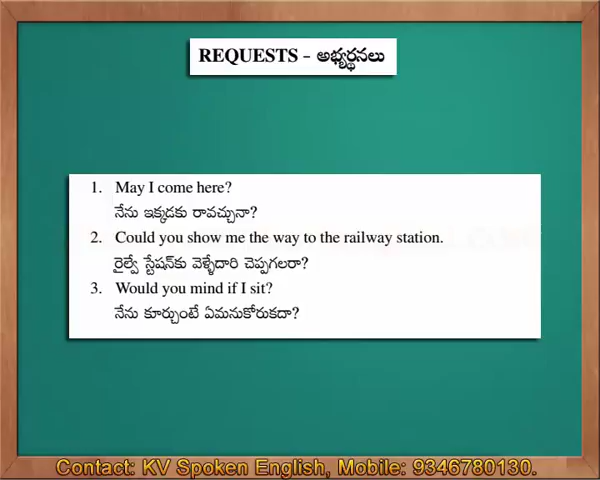 REQUESTS - అభ్యర్థనలు
1. May I come here?
నేను ఇక్కడకు రావచ్చునా?
2. Could you show me the way to the railway station.
రైల్వే స్టేషన్‌కు వెళ్ళేదారి చెప్పగలరా?
3. Would you mind if I sit?
నేను కూర్చుంటే ఏమనుకోరుకదా?
Contact: KV Spoken English, Mobile: 9346780130.